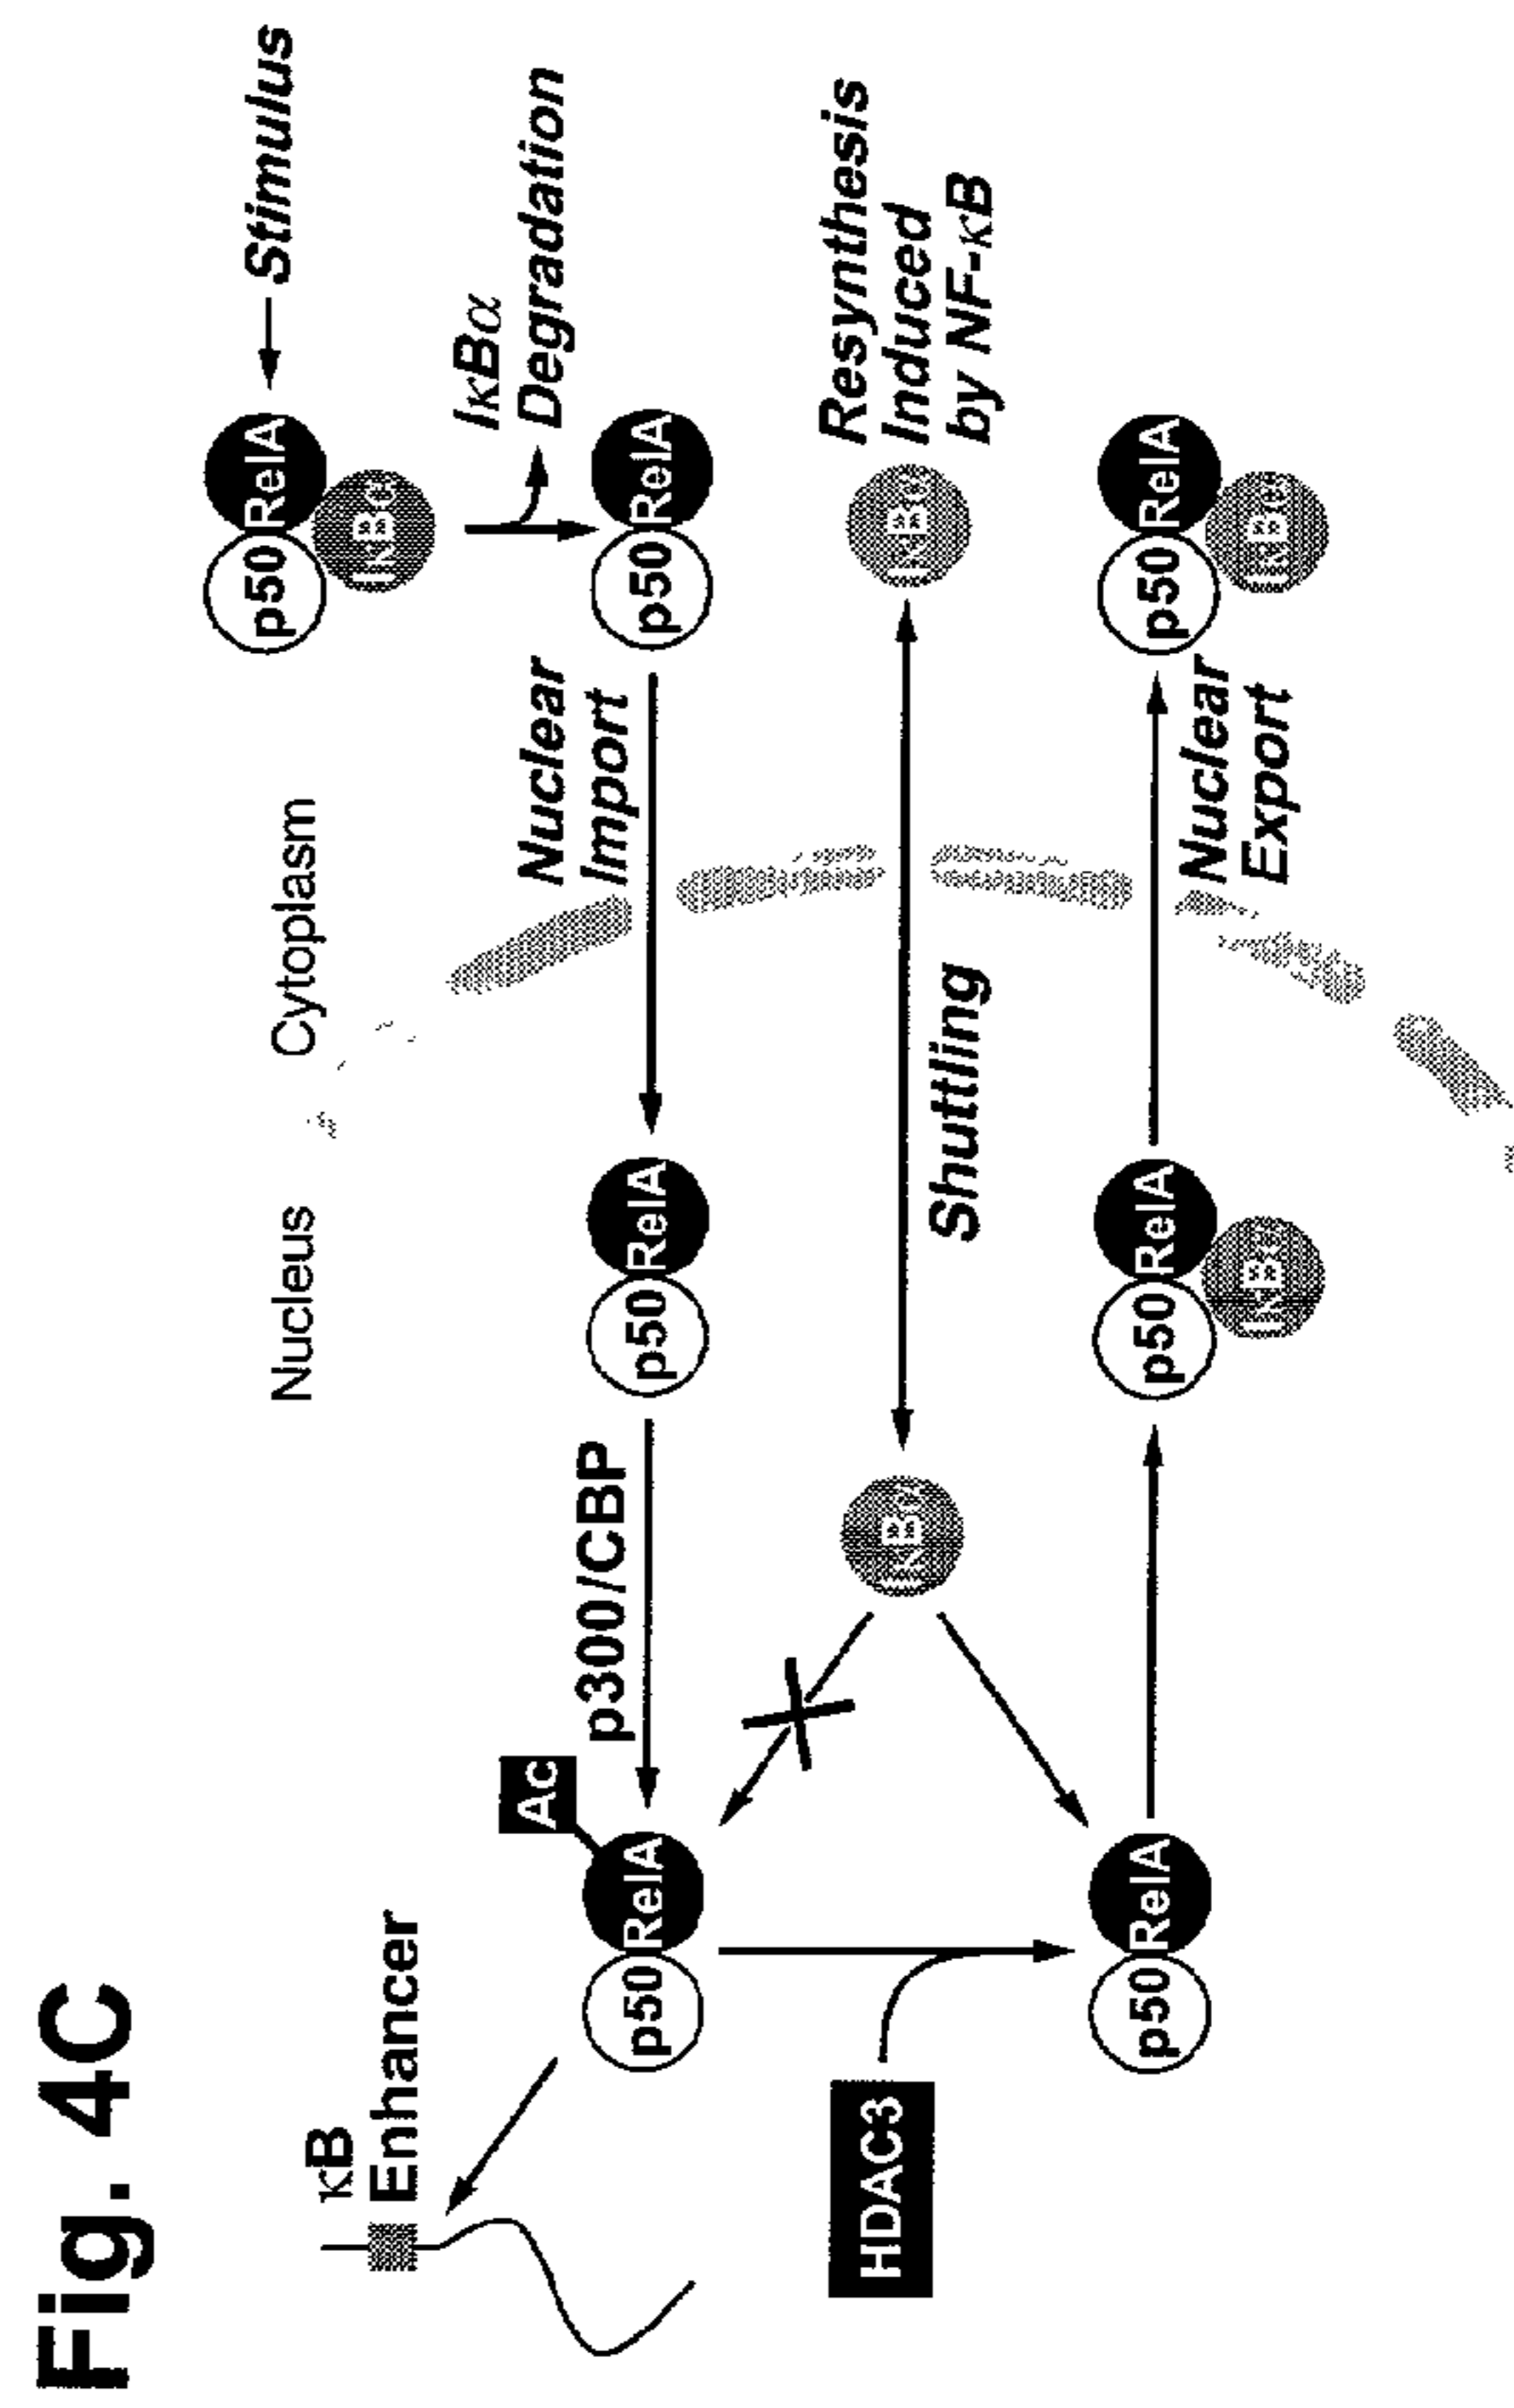 Fig. 4C
κB
Enhancer
Nucleus
Cytoplasm
p50
RelA
IκBα
Stimulus
IκBα
Degradation
Ac
p50
RelA
p300/CBP
p50
RelA
Nuclear
Import
p50
RelA
HDAC3
IκBα
Shuttling
IκBα
Resynthesis
Induced
by NF-κB
p50
RelA
p50
RelA
IκBα
Nuclear
Export
p50
RelA
IκBα